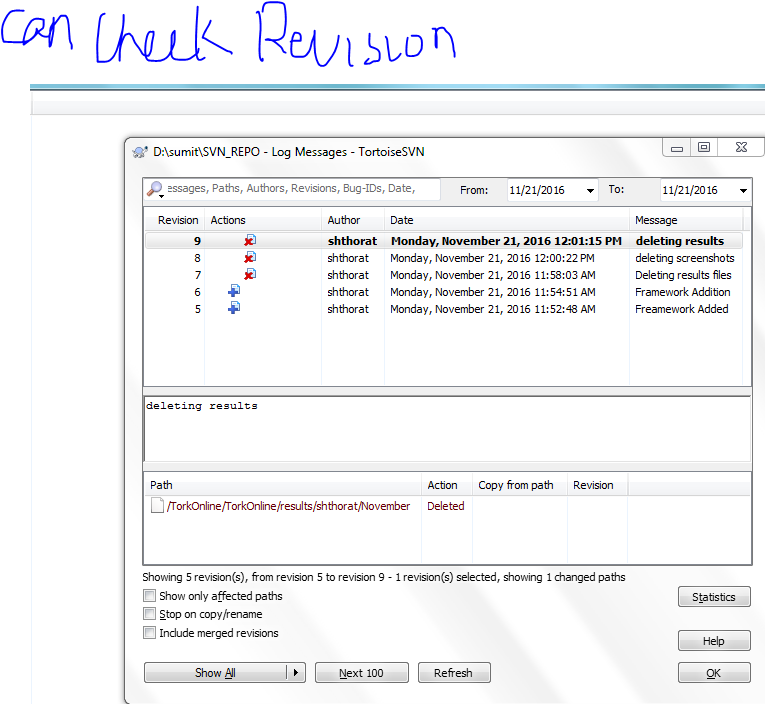 Can Check Revision
D:\sumit\SVN_REPO - Log Messages - TortoiseSVN
essages, Paths, Authors, Revisions, Bug-IDs, Date, From: 11/21/2016 To: 11/21/2016
Revision Actions Author Date Message
9 shthorat Monday, November 21, 2016 12:01:15 PM deleting results
8 shthorat Monday, November 21, 2016 12:00:22 PM deleting screenshots
7 shthorat Monday, November 21, 2016 11:58:03 AM Deleting results files
6 shthorat Monday, November 21, 2016 11:54:51 AM Framework Addition
5 shthorat Monday, November 21, 2016 11:52:48 AM Freamework Added
deleting results
Path Action Copy from path Revision
/TorkOnline/TorkOnline/results/shthorat/November Deleted
Showing 5 revision(s), from revision 5 to revision 9 - 1 revision(s) selected, showing 1 changed paths
Show only affected paths
Statistics
Stop on copy/rename
Include merged revisions
Help
Show All Next 100 Refresh OK